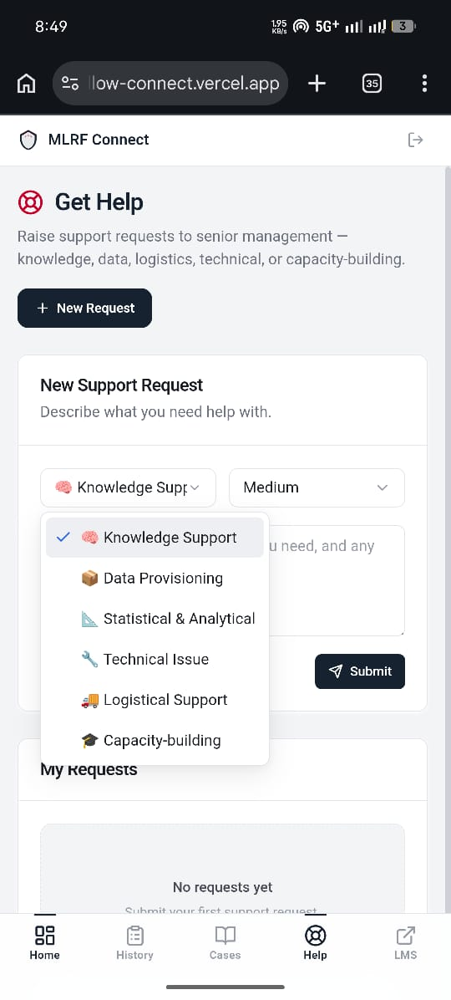 8:49
1.95
KB/s
5G+
3
low-connect.vercel.app
35
MLRF Connect
Get Help
Raise support requests to senior management —
knowledge, data, logistics, technical, or capacity-building.
+ New Request
New Support Request
Describe what you need help with.
🧠 Knowledge Supp
Medium
✓ 🧠 Knowledge Support
u need, and any
📦 Data Provisioning
📐 Statistical & Analytical
🔧 Technical Issue
Submit
🚚 Logistical Support
🎓 Capacity-building
My Requests
No requests yet
Submit your first support request
Home
History
Cases
Help
LMS